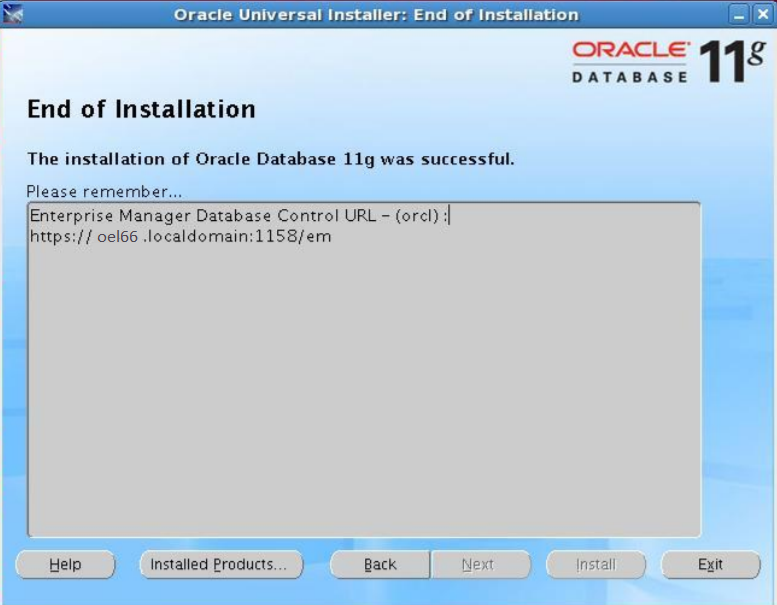 Oracle Universal Installer: End of Installation
ORACLE
DATABASE 11g
End of Installation
The installation of Oracle Database 11g was successful.
Please remember...
Enterprise Manager Database Control URL - (orcl) :
https:// oel66 .localdomain:1158/em
Help Installed Products... Back Next Install Exit